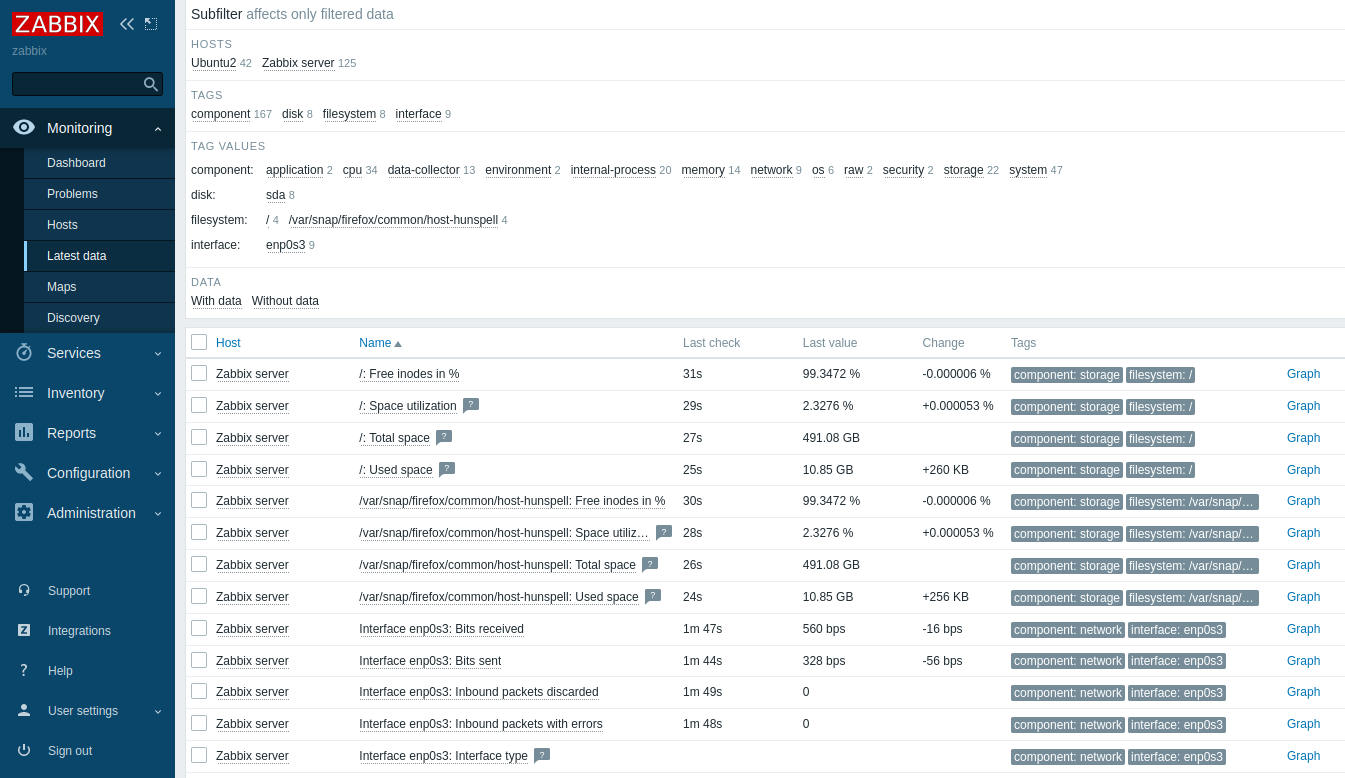 ZABBIX
zabbix
Monitoring
Dashboard
Problems
Hosts
Latest data
Maps
Discovery
Services
Inventory
Reports
Configuration
Administration
Support
Integrations
Help
User settings
Sign out
Subfilter affects only filtered data
HOSTS
Ubuntu2 42 Zabbix server 125
TAGS
component 167 disk 8 filesystem 8 interface 9
TAG VALUES
component: application 2 cpu 34 data-collector 13 environment 2 internal-process 20 memory 14 network 9 os 6 raw 2 security 2 storage 22 system 47
disk: sda 8
filesystem: / 4 /var/snap/firefox/common/host-hunspell 4
interface: enp0s3 9
DATA
With data Without data
Host Name Last check Last value Change Tags
Zabbix server /: Free inodes in % 31s 99.3472 % -0.000006 % component: storage filesystem: / Graph
Zabbix server /: Space utilization ? 29s 2.3276 % +0.000053 % component: storage filesystem: / Graph
Zabbix server /: Total space ? 27s 491.08 GB component: storage filesystem: / Graph
Zabbix server /: Used space ? 25s 10.85 GB +260 KB component: storage filesystem: / Graph
Zabbix server /var/snap/firefox/common/host-hunspell: Free inodes in % 30s 99.3472 % -0.000006 % component: storage filesystem: /var/snap/… Graph
Zabbix server /var/snap/firefox/common/host-hunspell: Space utiliz… ? 28s 2.3276 % +0.000053 % component: storage filesystem: /var/snap/… Graph
Zabbix server /var/snap/firefox/common/host-hunspell: Total space ? 26s 491.08 GB component: storage filesystem: /var/snap/… Graph
Zabbix server /var/snap/firefox/common/host-hunspell: Used space ? 24s 10.85 GB +256 KB component: storage filesystem: /var/snap/… Graph
Zabbix server Interface enp0s3: Bits received 1m 47s 560 bps -16 bps component: network interface: enp0s3 Graph
Zabbix server Interface enp0s3: Bits sent 1m 44s 328 bps -56 bps component: network interface: enp0s3 Graph
Zabbix server Interface enp0s3: Inbound packets discarded 1m 49s 0 component: network interface: enp0s3 Graph
Zabbix server Interface enp0s3: Inbound packets with errors 1m 48s 0 component: network interface: enp0s3 Graph
Zabbix server Interface enp0s3: Interface type ? component: network interface: enp0s3 Graph